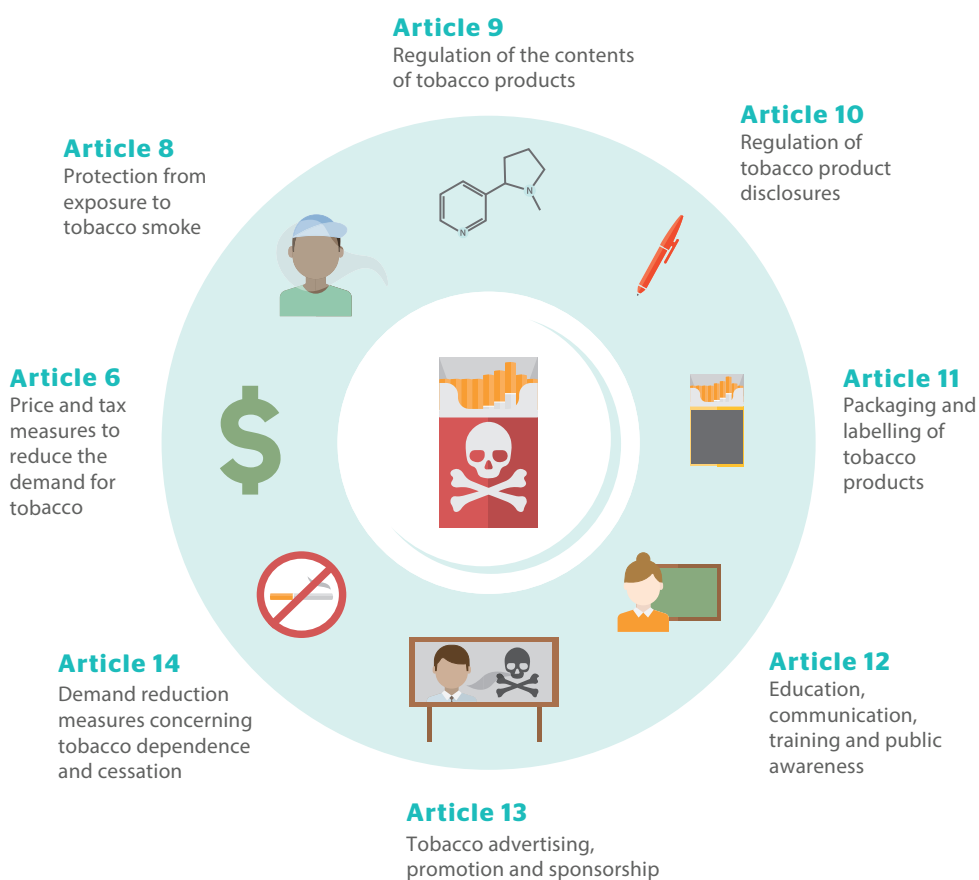 Article 9
Regulation of the contents
of tobacco products
Article 10
Regulation of
tobacco product
disclosures
Article 8
Protection from
exposure to
tobacco smoke
N
N
Article 6
Price and tax
measures to
reduce the
demand for
tobacco
Article 11
Packaging and
labelling of
tobacco
products
Article 14
Demand reduction
measures concerning
tobacco dependence
and cessation
Article 12
Education,
communication,
training and public
awareness
Article 13
Tobacco advertising,
promotion and sponsorship